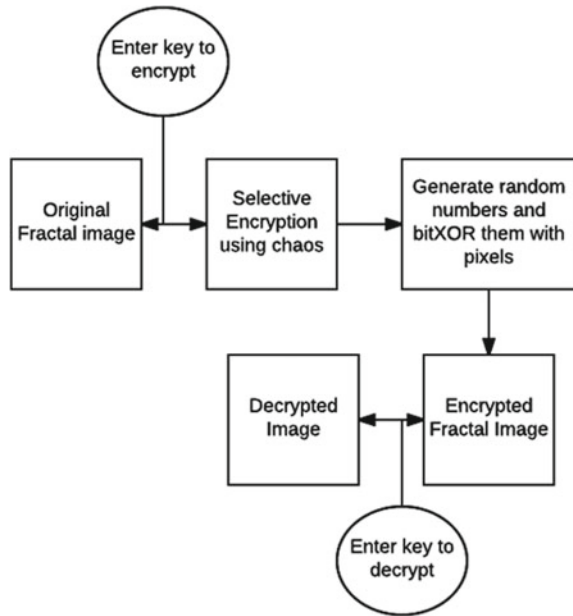 Enter key to
encrypt
Original
Fractal image
Selective
Encryption
using chaos
Generate random
numbers and
bitXOR them with
pixels
Decrypted
Image
Encrypted
Fractal Image
Enter key to
decrypt